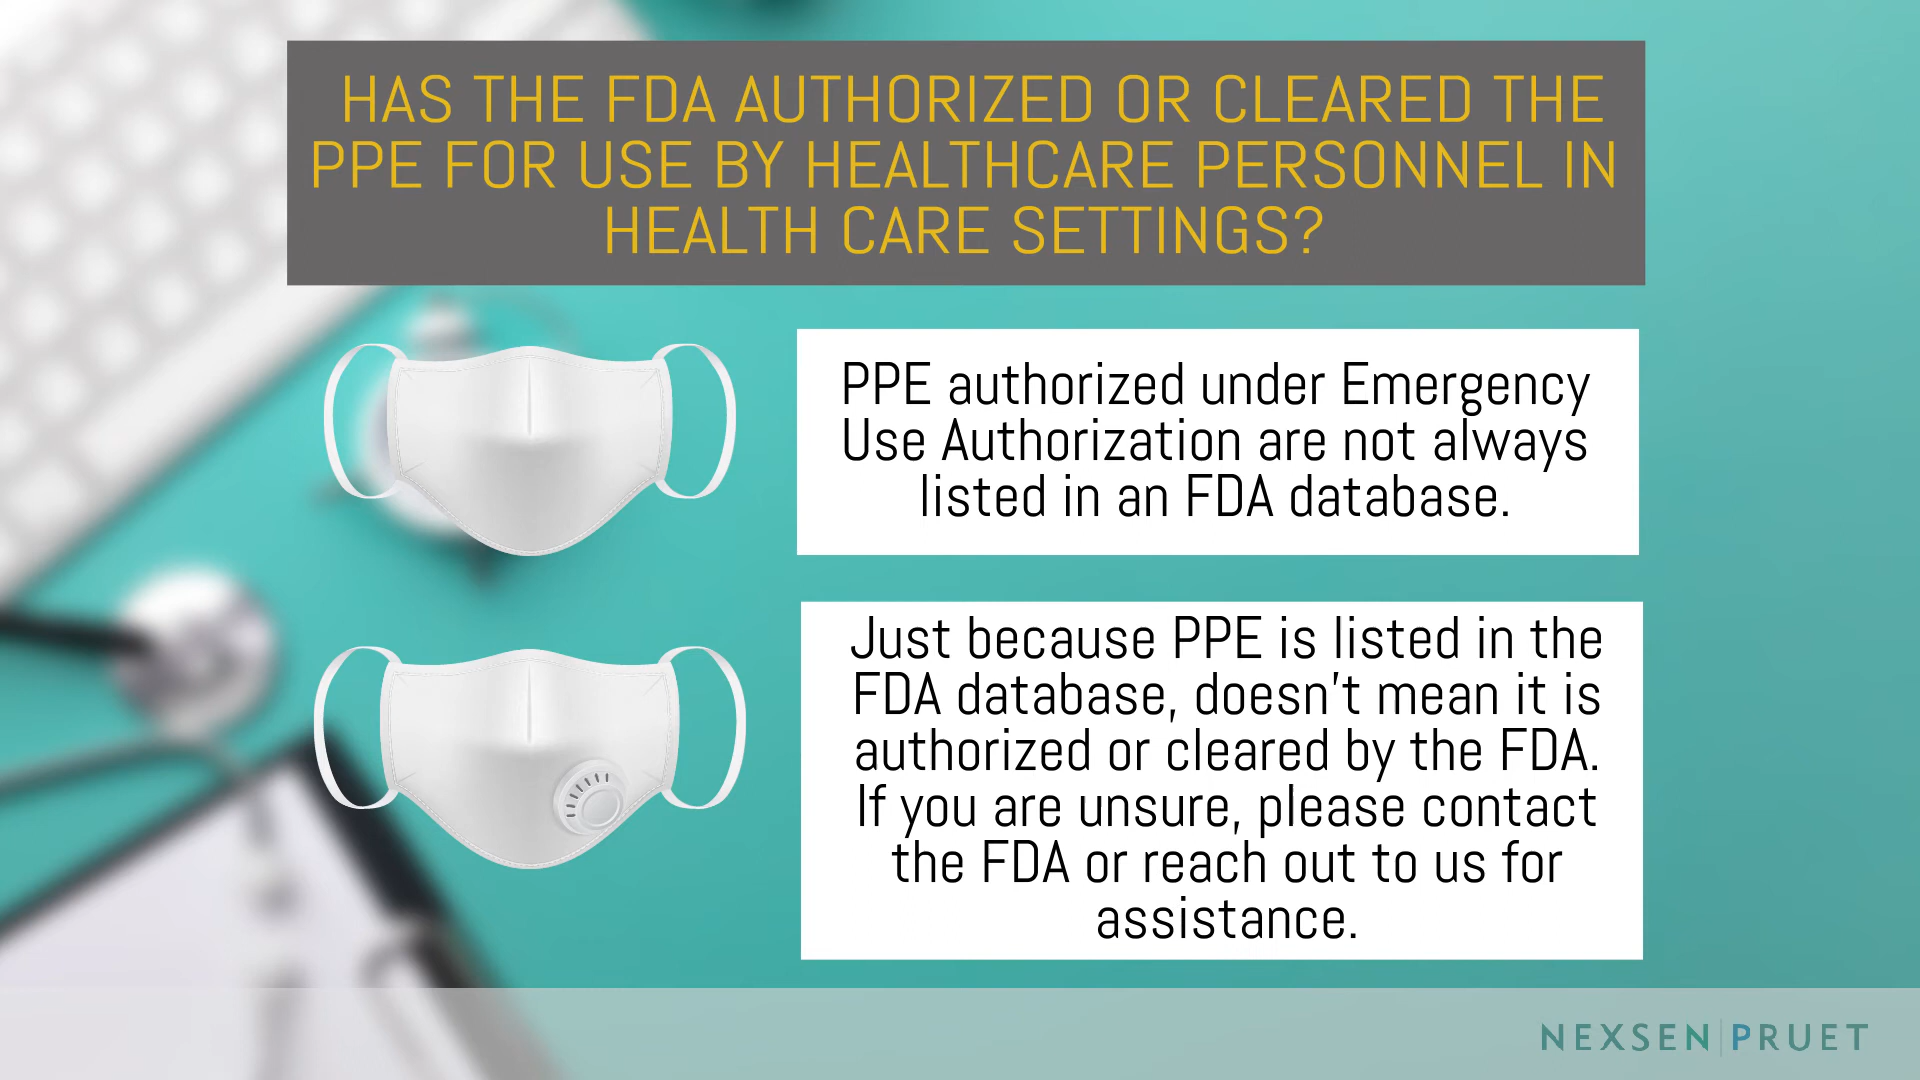 HAS THE FDA AUTHORIZED OR CLEARED THE
PPE FOR USE BY HEALTHCARE PERSONNEL IN
HEALTH CARE SETTINGS?
PPE authorized under Emergency
Use Authorization are not always
listed in an FDA database.
Just because PPE is listed in the
FDA database, doesn't mean it is
authorized or cleared by the FDA.
If you are unsure, please contact
the FDA or reach out to us for
assistance.
NEXSEN|PRUET